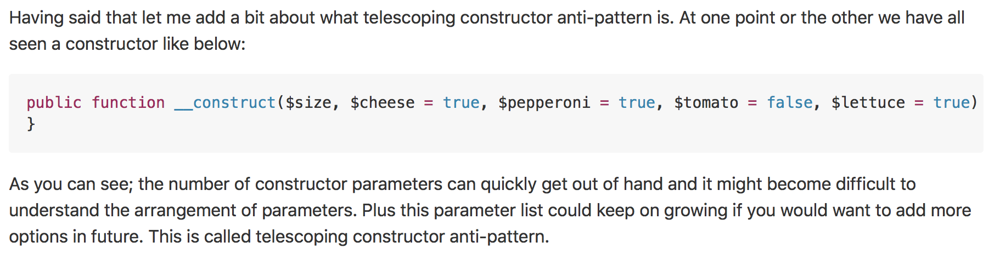 Having said that let me add a bit about what telescoping constructor anti-pattern is. At one point or the other we have all
seen a constructor like below:
public function __construct($size, $cheese = true, $pepperoni = true, $tomato = false, $lettuce = true)
}
As you can see; the number of constructor parameters can quickly get out of hand and it might become difficult to
understand the arrangement of parameters. Plus this parameter list could keep on growing if you would want to add more
options in future. This is called telescoping constructor anti-pattern.